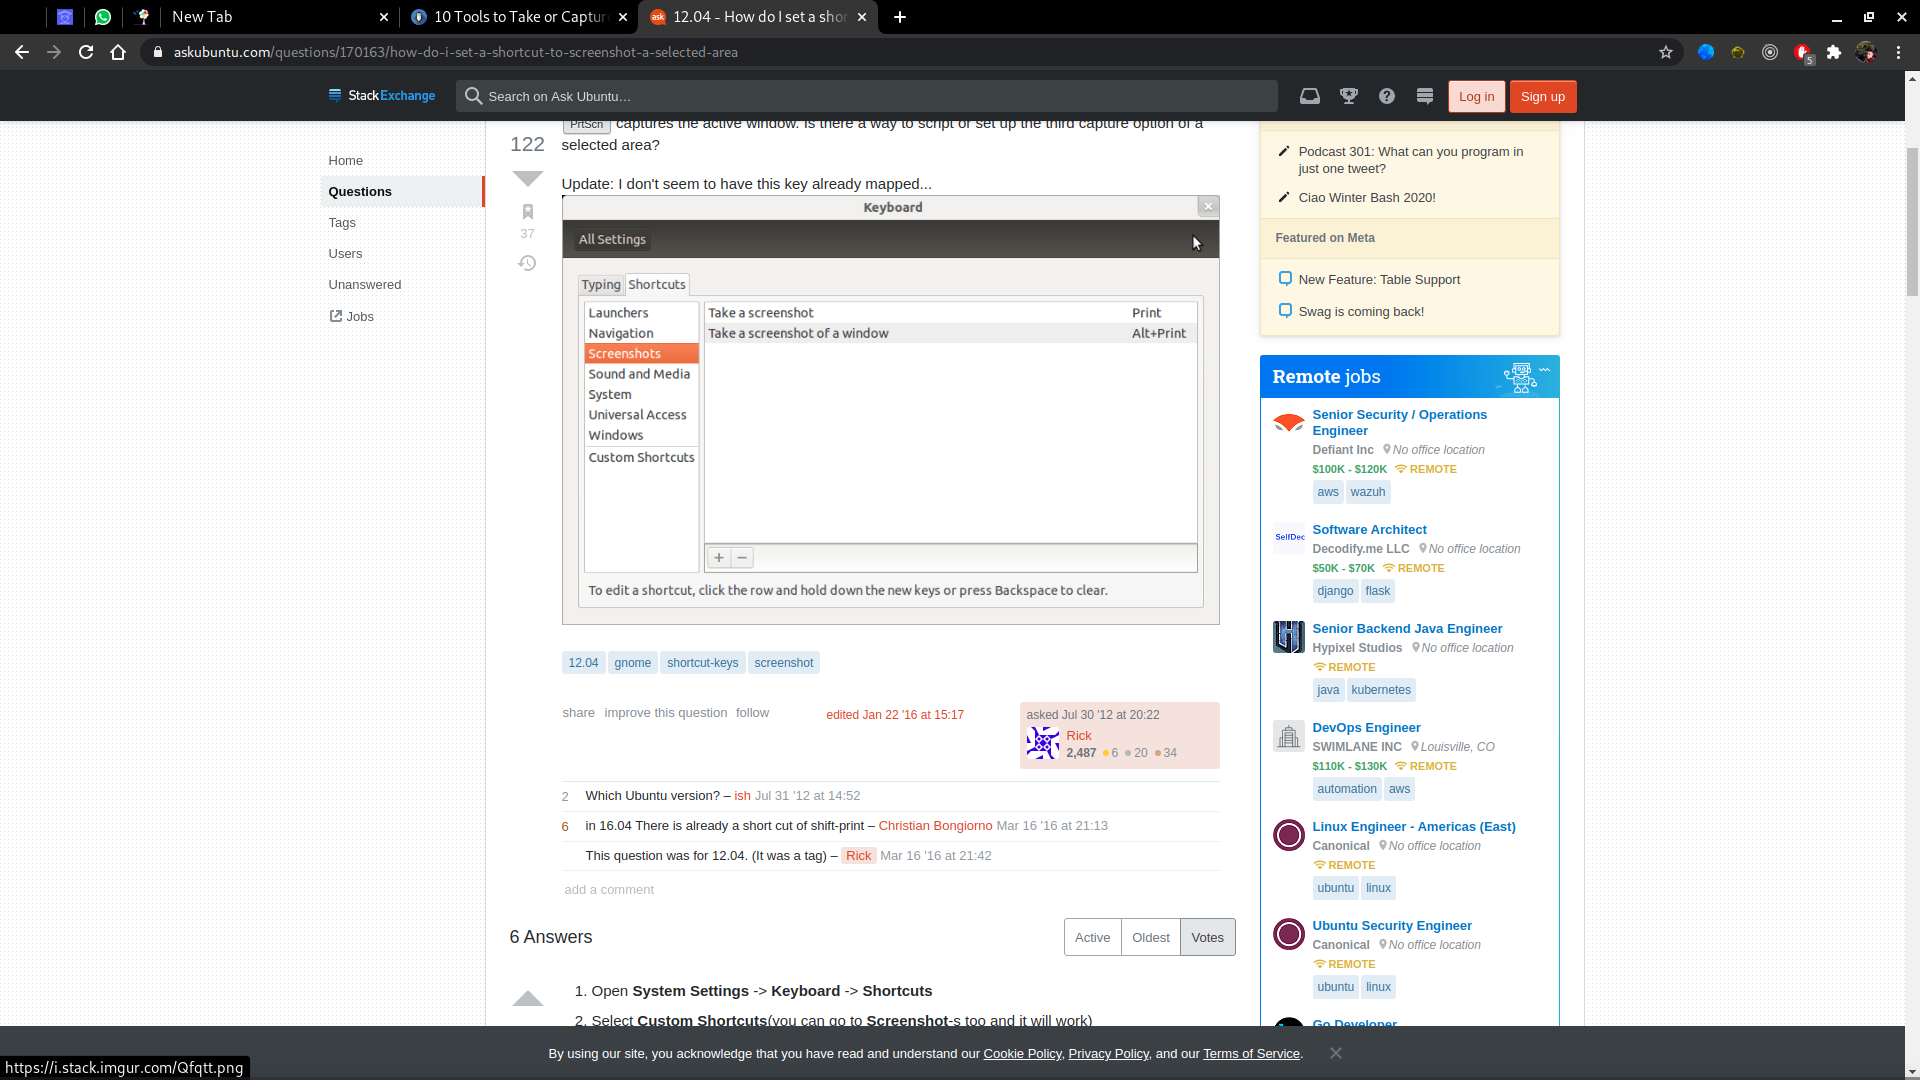 New Tab
10 Tools to Take or Captur
12.04 - How do I set a shor
askubuntu.com/questions/170163/how-do-i-set-a-shortcut-to-screenshot-a-selected-area
5
StackExchange
Search on Ask Ubuntu…
Log in
Sign up
Home
Questions
Tags
Users
Unanswered
Jobs
122
37
PrtScn captures the active window. Is there a way to script or set up the third capture option of a
selected area?
Update: I don't seem to have this key already mapped...
Keyboard
All Settings
Typing
Shortcuts
Launchers
Navigation
Screenshots
Sound and Media
System
Universal Access
Windows
Custom Shortcuts
Take a screenshot Print
Take a screenshot of a window Alt+Print
To edit a shortcut, click the row and hold down the new keys or press Backspace to clear.
12.04 gnome shortcut-keys screenshot
share improve this question follow
edited Jan 22 '16 at 15:17
asked Jul 30 '12 at 20:22
Rick
2,487 6 20 34
2 Which Ubuntu version? – ish Jul 31 '12 at 14:52
6 in 16.04 There is already a short cut of shift-print – Christian Bongiorno Mar 16 '16 at 21:13
This question was for 12.04. (It was a tag) – Rick Mar 16 '16 at 21:42
add a comment
6 Answers
Active Oldest Votes
1. Open System Settings -> Keyboard -> Shortcuts
2. Select Custom Shortcuts(you can go to Screenshot-s too and it will work)
Podcast 301: What can you program in
just one tweet?
Ciao Winter Bash 2020!
Featured on Meta
New Feature: Table Support
Swag is coming back!
Remote jobs
Senior Security / Operations
Engineer
Defiant Inc No office location
$100K - $120K REMOTE
aws wazuh
SelfDec
Software Architect
Decodify.me LLC No office location
$50K - $70K REMOTE
django flask
Senior Backend Java Engineer
Hypixel Studios No office location
REMOTE
java kubernetes
DevOps Engineer
SWIMLANE INC Louisville, CO
$110K - $130K REMOTE
automation aws
Linux Engineer - Americas (East)
Canonical No office location
REMOTE
ubuntu linux
Ubuntu Security Engineer
Canonical No office location
REMOTE
ubuntu linux
Go Developer
By using our site, you acknowledge that you have read and understand our Cookie Policy, Privacy Policy, and our Terms of Service.
https://i.stack.imgur.com/Qfqtt.png